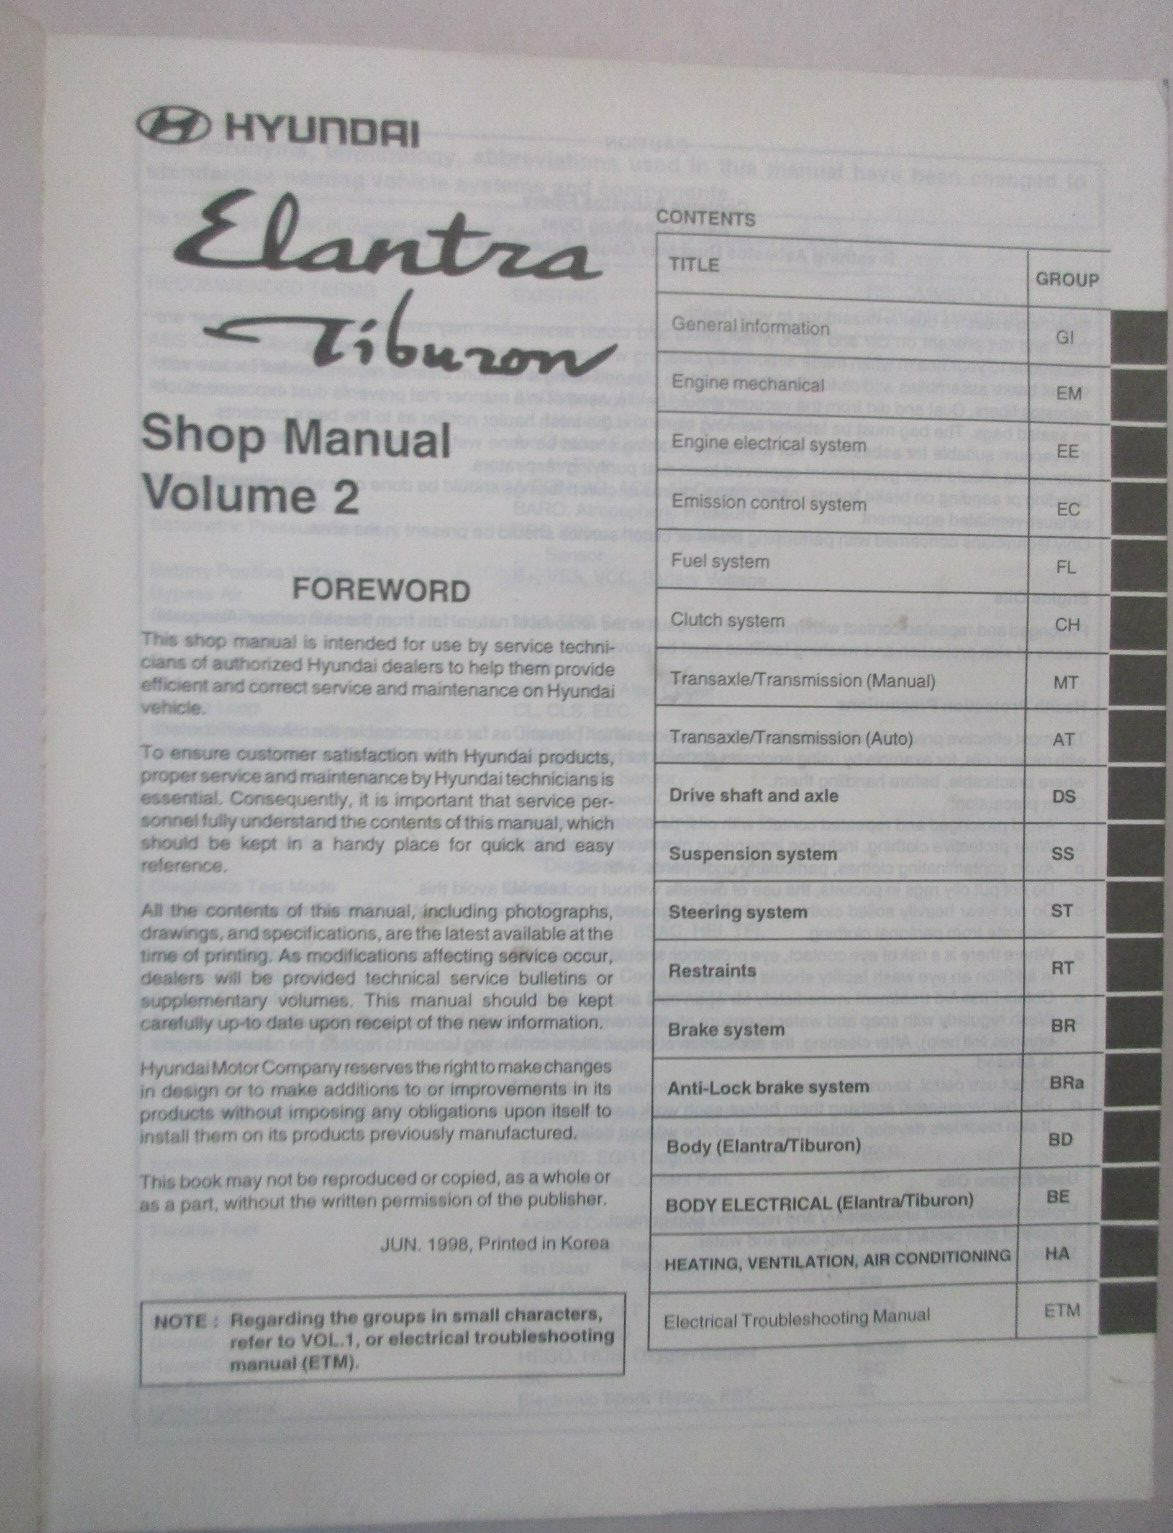 HYUNDAI
Elantra
Tiburon
Shop Manual
Volume 2
FOREWORD
This shop manual is intended for use by service techni-
cians of authorized Hyundai dealers to help them provide
efficient and correct service and maintenance on Hyundai
vehicle.
To ensure customer satisfaction with Hyundai products,
proper service and maintenance by Hyundai technicians is
essential. Consequently, it is important that service per-
sonnel fully understand the contents of this manual, which
should be kept in a handy place for quick and easy
reference.
All the contents of this manual, including photographs,
drawings, and specifications, are the latest available at the
time of printing. As modifications affecting service occur,
dealers will be provided technical service bulletins or
supplementary volumes. This manual should be kept
carefully up-to date upon receipt of the new information.
Hyundai Motor Company reserves the right to make changes
in design or to make additions to or improvements in its
products without imposing any obligations upon itself to
install them on its products previously manufactured.
This book may not be reproduced or copied, as a whole or
as a part, without the written permission of the publisher.
JUN. 1998, Printed in Korea
NOTE : Regarding the groups in small characters,
refer to VOL.1, or electrical troubleshooting
manual (ETM).
CONTENTS
TITLE GROUP
General information GI
Engine mechanical EM
Engine electrical system EE
Emission control system EC
Fuel system FL
Clutch system CH
Transaxle/Transmission (Manual) MT
Transaxle/Transmission (Auto) AT
Drive shaft and axle DS
Suspension system SS
Steering system ST
Restraints RT
Brake system BR
Anti-Lock brake system BRa
Body (Elantra/Tiburon) BD
BODY ELECTRICAL (Elantra/Tiburon) BE
HEATING, VENTILATION, AIR CONDITIONING HA
Electrical Troubleshooting Manual ETM